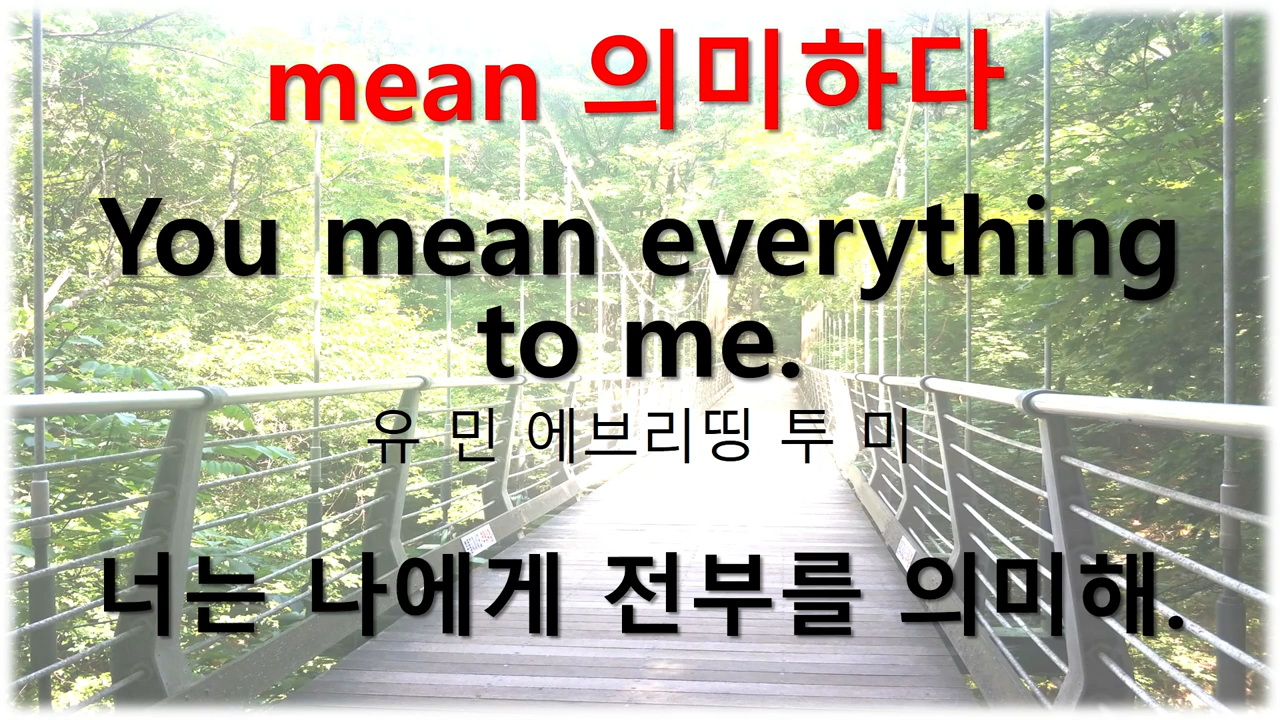 mean 의미하다
You mean everything
to me.
유 민 에브리띵 투 미
너는 나에게 전부를 의미해.